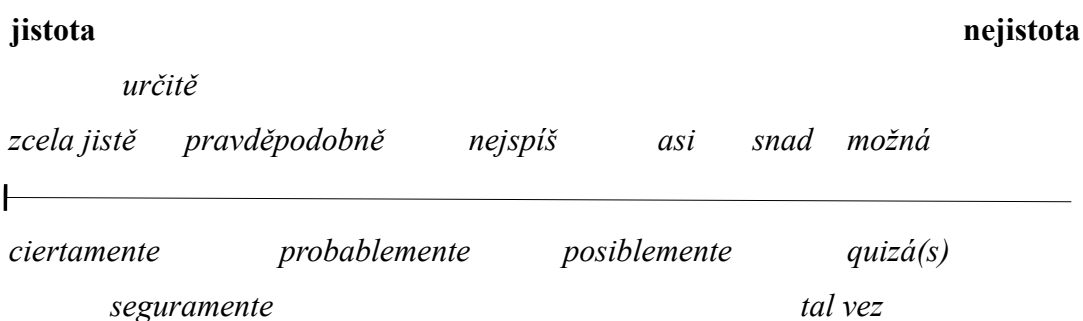 jistota nejistota
určitě
zcela jistě pravděpodobně nejspíš asi snad možná
ciertamente probablemente posiblemente quizá(s)
seguramente tal vez